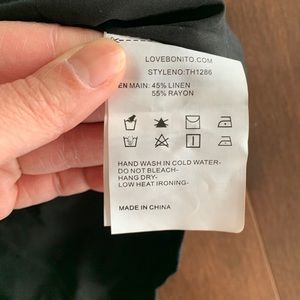 LOVEBONITO.COM
STYLENO:TH1286
EN MAIN: 45% LINEN
55% RAYON
HAND WASH IN COLD WATER-
DO NOT BLEACH-
HANG DRY-
LOW HEAT IRONING-
MADE IN CHINA